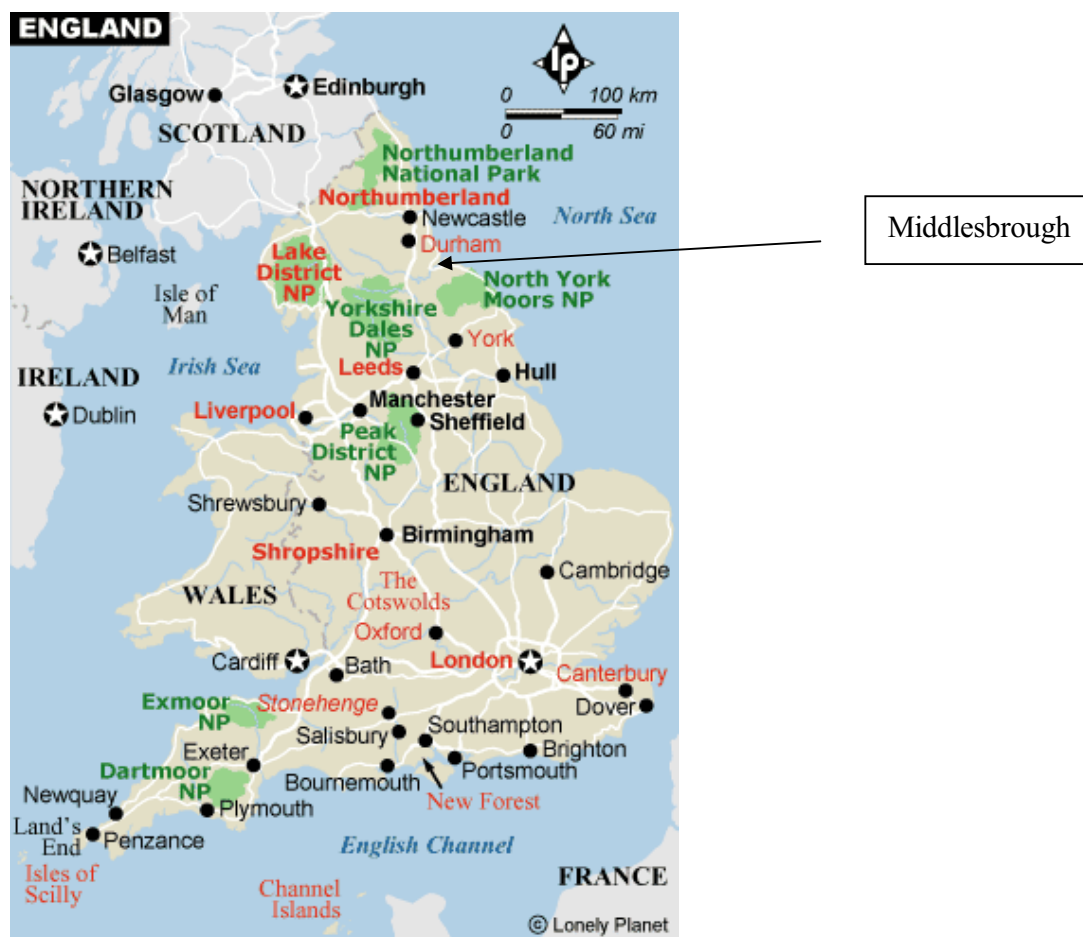 ENGLAND
lp
Glasgow
Edinburgh
0 100 km
0 60 mi
SCOTLAND
Northumberland
National Park
NORTHERN
IRELAND
Northumberland
Newcastle
North Sea
Middlesbrough
Belfast
Durham
Lake
District
NP
North York
Moors NP
Isle of
Man
Yorkshire
Dales
NP
York
Irish Sea
Leeds
IRELAND
Hull
Dublin
Manchester
Liverpool
Sheffield
Peak
District
NP
ENGLAND
Shrewsbury
Birmingham
Shropshire
Cambridge
The
Cotswolds
WALES
Oxford
Cardiff
London
Bath
Canterbury
Exmoor
NP
Stonehenge
Dover
Southampton
Salisbury
Exeter
Brighton
Dartmoor
NP
Bournemouth
Portsmouth
Newquay
Plymouth
New Forest
Land's
End
Penzance
English Channel
Isles of
Scilly
FRANCE
Channel
Islands
© Lonely Planet